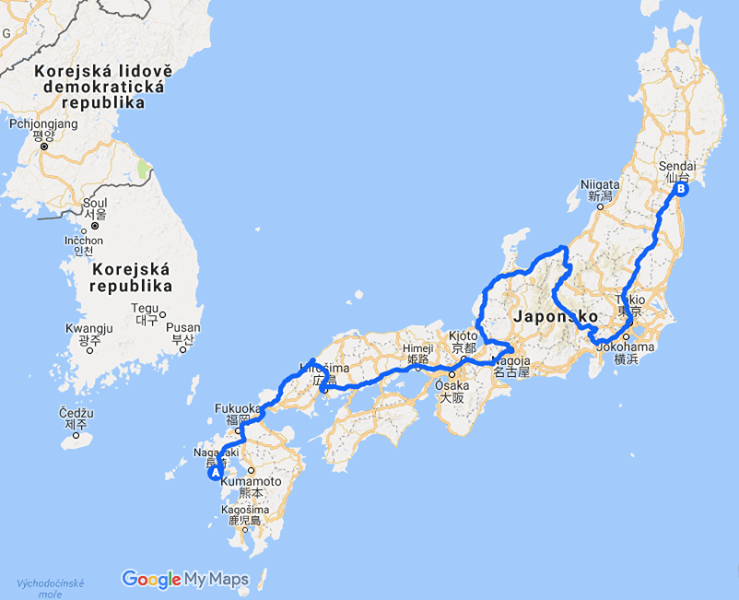 G
Korejská lidově
demokratická
republika
Pchjongjang
평양
Soul
서울
Inčchon
인천
Korejská
republika
Tegu
대구
Kwangju
광주
Pusan
부산
Čedžu
제주
Sendai
仙台
B
Niigata
新潟
Tokio
東京
Japonsko
Jokohama
横浜
Nagoja
名古屋
Kjóto
京都
Himeji
姫路
Ósaka
大阪
Hirošima
広島
Fukuoka
福岡
Nagasaki
長崎
A
Kumamoto
熊本
Kagošima
鹿児島
Google My Maps
Východočínské
moře